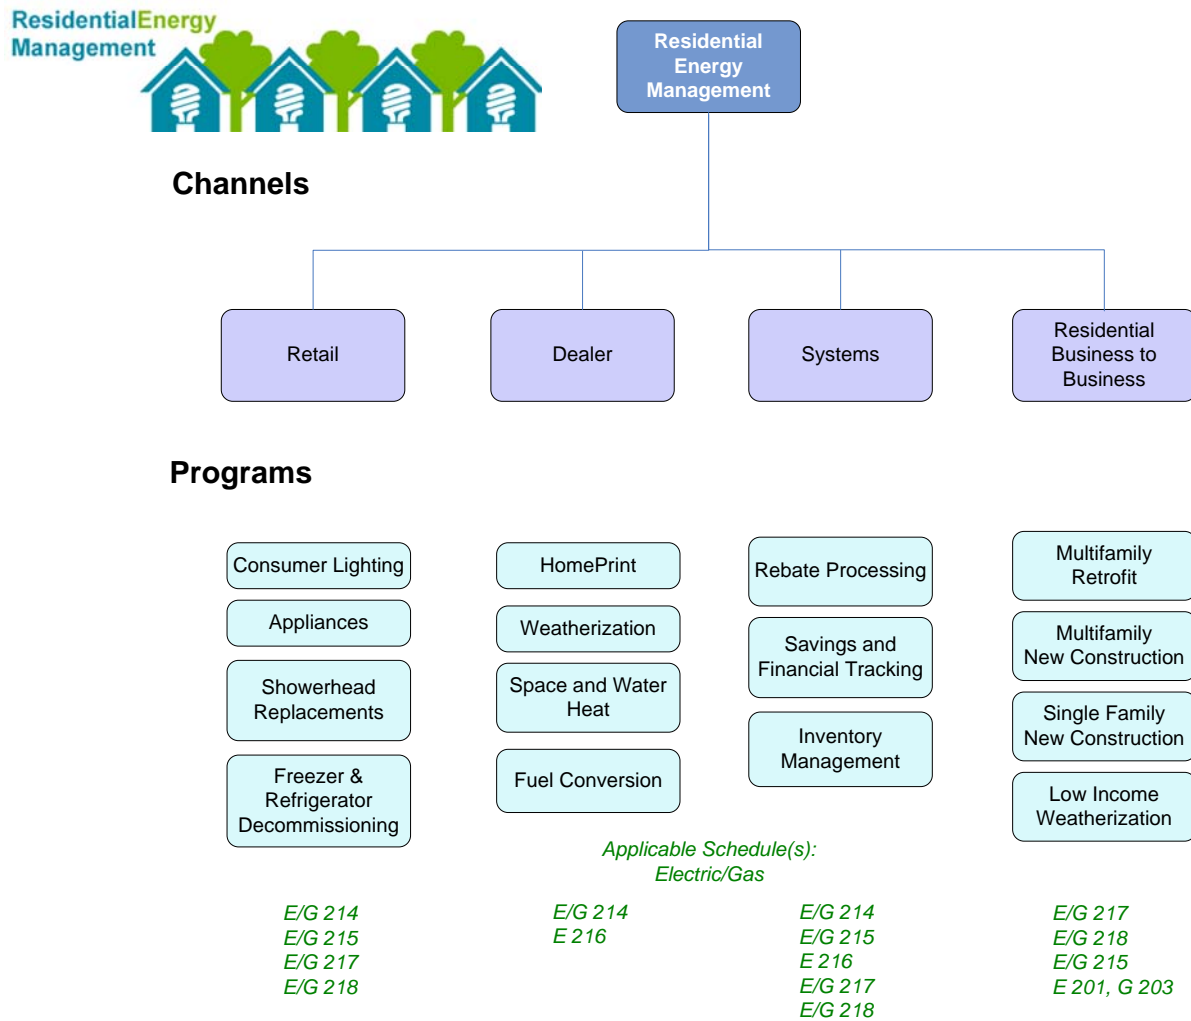 ResidentialEnergy
Management
Residential
Energy
Management
Channels
Retail
Dealer
Systems
Residential
Business to
Business
Programs
Consumer Lighting
Appliances
Showerhead
Replacements
Freezer &
Refrigerator
Decommissioning
HomePrint
Weatherization
Space and Water
Heat
Fuel Conversion
Rebate Processing
Savings and
Financial Tracking
Inventory
Management
Multifamily
Retrofit
Multifamily
New Construction
Single Family
New Construction
Low Income
Weatherization
Applicable Schedule(s):
Electric/Gas
E/G 214
E/G 215
E/G 217
E/G 218
E/G 214
E 216
E/G 214
E/G 215
E 216
E/G 217
E/G 218
E/G 217
E/G 218
E/G 215
E 201, G 203